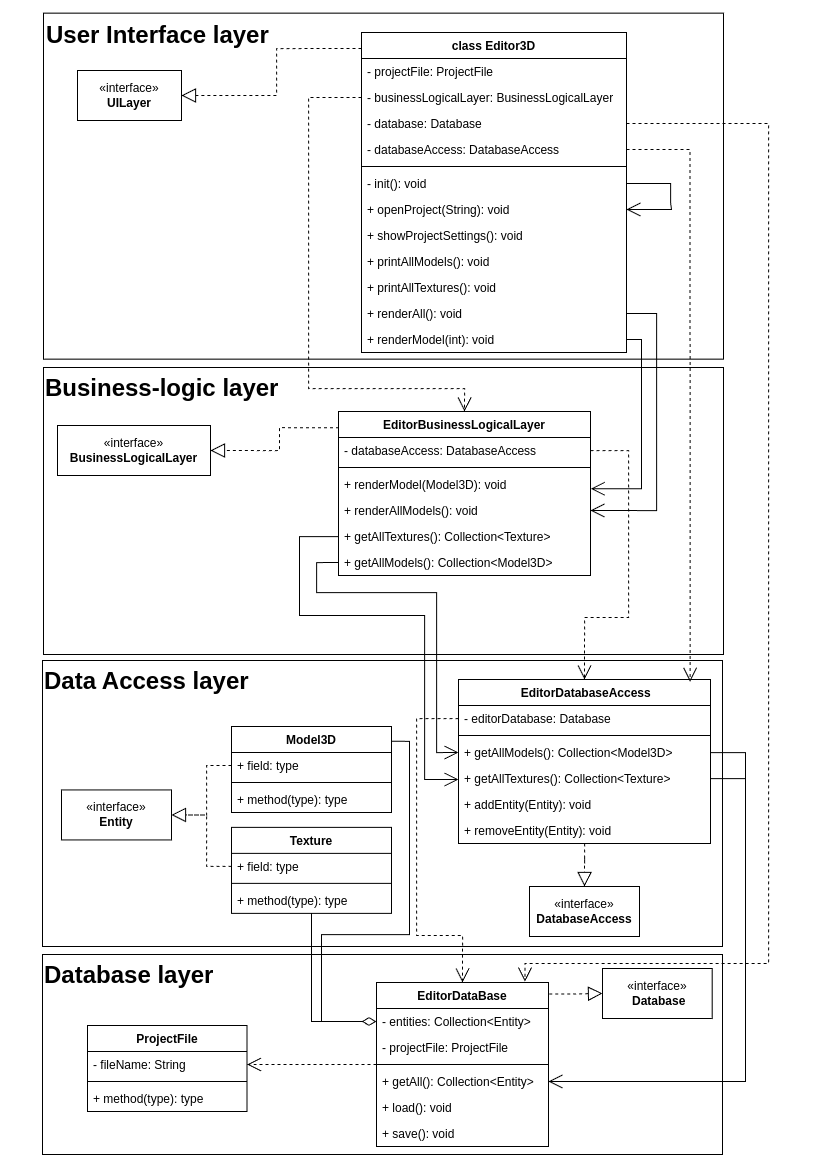 User Interface layer
class Editor3D
- projectFile: ProjectFile
- businessLogicalLayer: BusinessLogicalLayer
- database: Database
- databaseAccess: DatabaseAccess
- init(): void
+ openProject(String): void
+ showProjectSettings(): void
+ printAllModels(): void
+ printAllTextures(): void
+ renderAll(): void
+ renderModel(int): void
«interface»
UILayer
Business-logic layer
EditorBusinessLogicalLayer
- databaseAccess: DatabaseAccess
+ renderModel(Model3D): void
+ renderAllModels(): void
+ getAllTextures(): Collection<Texture>
+ getAllModels(): Collection<Model3D>
«interface»
BusinessLogicalLayer
Data Access layer
EditorDatabaseAccess
- editorDatabase: Database
+ getAllModels(): Collection<Model3D>
+ getAllTextures(): Collection<Texture>
+ addEntity(Entity): void
+ removeEntity(Entity): void
Model3D
+ field: type
+ method(type): type
«interface»
Entity
Texture
+ field: type
+ method(type): type
«interface»
DatabaseAccess
Database layer
EditorDataBase
- entities: Collection<Entity>
- projectFile: ProjectFile
+ getAll(): Collection<Entity>
+ load(): void
+ save(): void
«interface»
Database
ProjectFile
- fileName: String
+ method(type): type